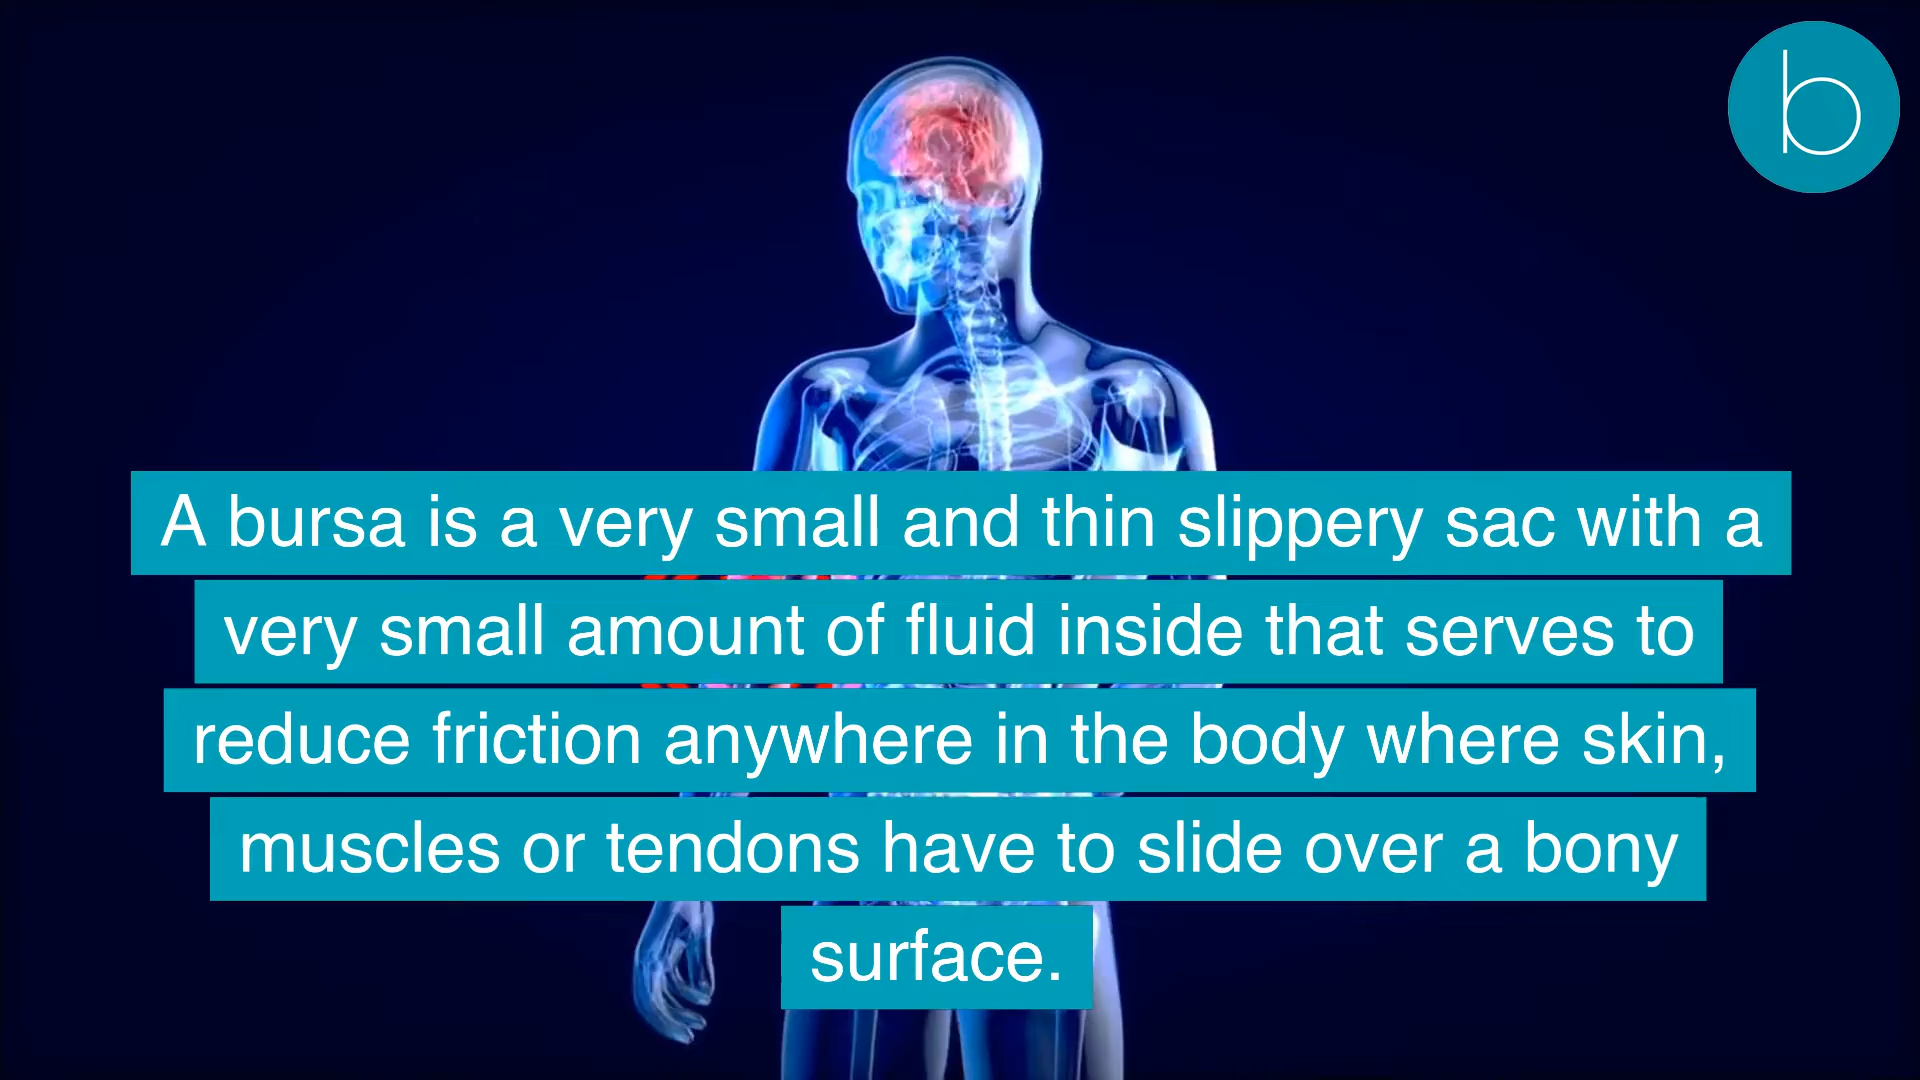 b
A bursa is a very small and thin slippery sac with a
very small amount of fluid inside that serves to
reduce friction anywhere in the body where skin,
muscles or tendons have to slide over a bony
surface.